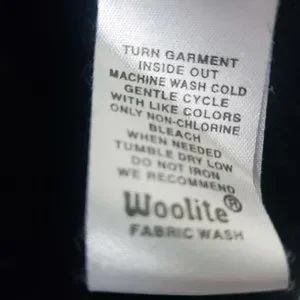 TURN GARMENT
INSIDE OUT
MACHINE WASH COLD
GENTLE CYCLE
WITH LIKE COLORS
ONLY NON-CHLORINE
BLEACH
WHEN NEEDED
TUMBLE DRY LOW
DO NOT IRON
WE RECOMMEND
Woolite®
FABRIC WASH